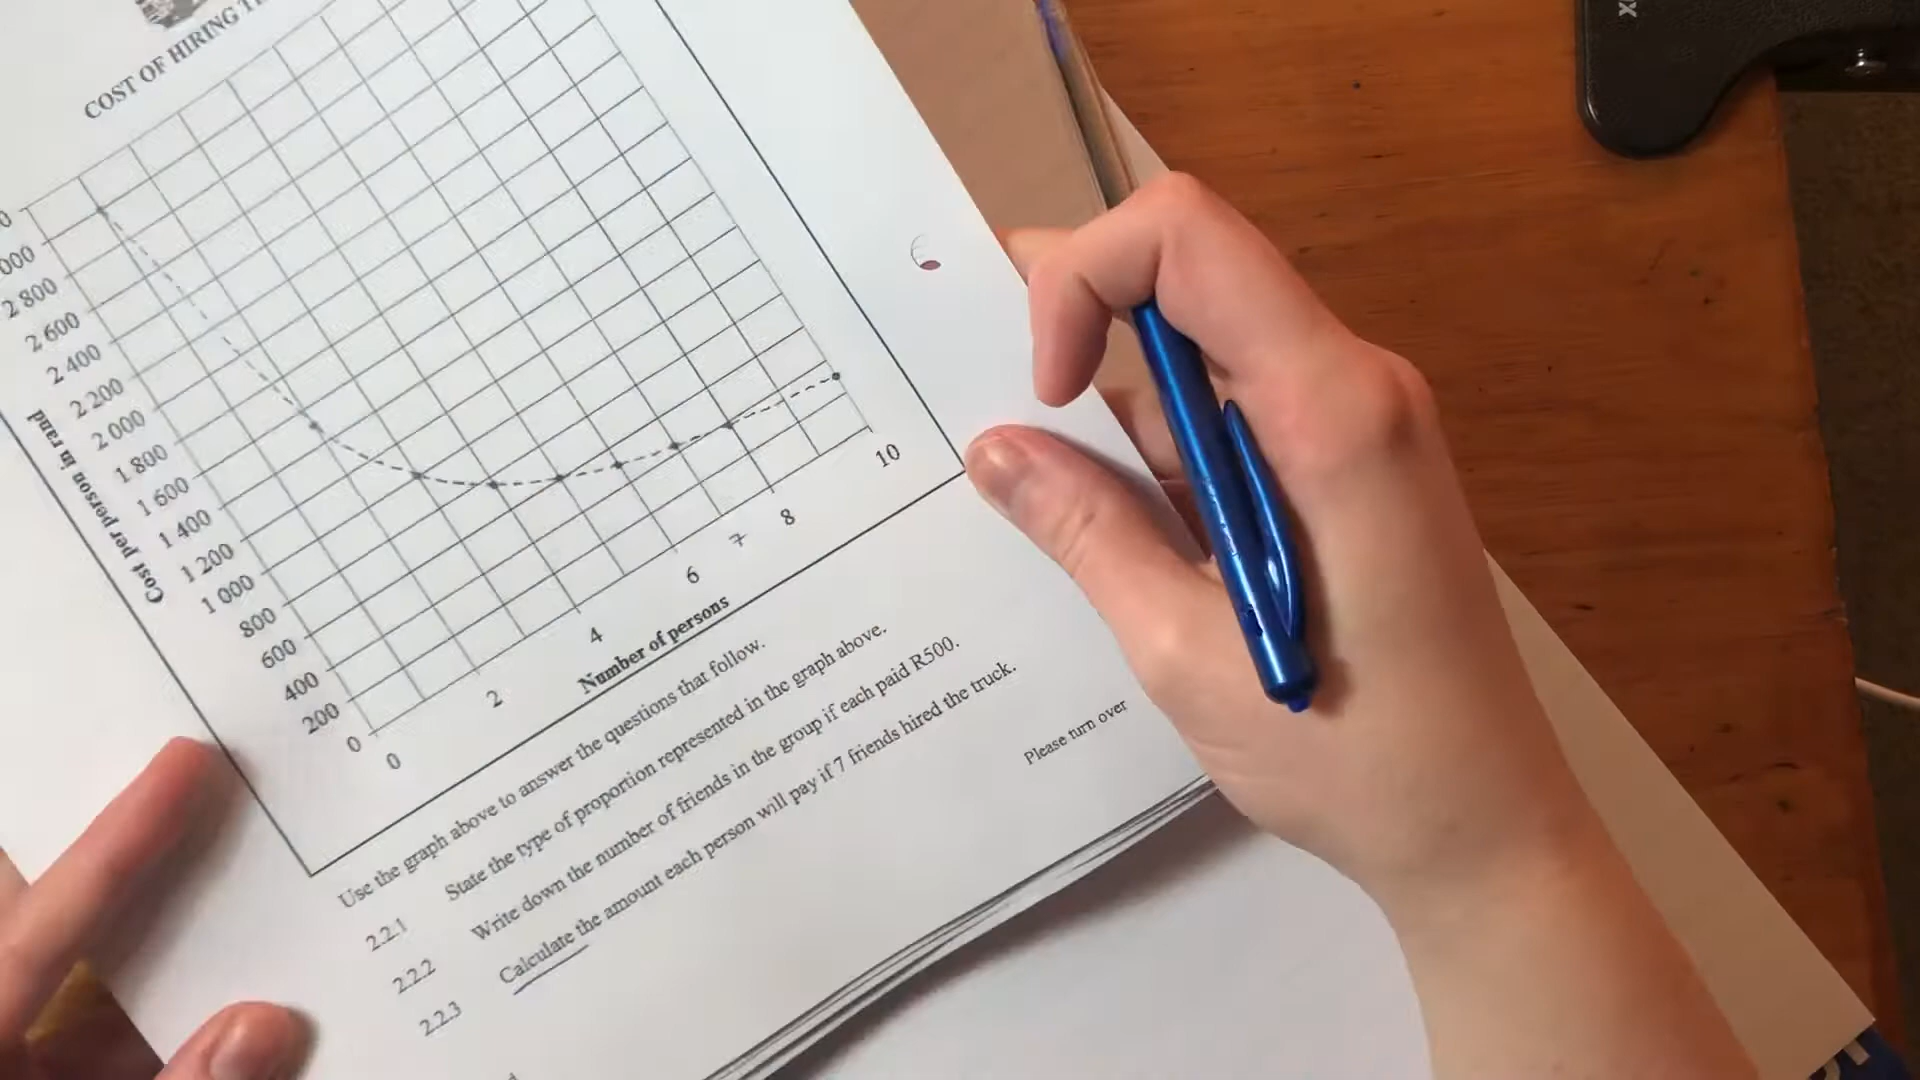 COST OF HIRING
000
2 800
2 600
2 400
2 200
2 000
1 800
1 600
1 400
1 200
1 000
800
600
400
200
0
Cost per person in rand
0
2
4
6
7
8
10
Number of persons
Use the graph above to answer the questions that follow.
2.2.1 State the type of proportion represented in the graph above.
2.2.2 Write down the number of friends in the group if each paid R500.
2.2.3 Calculate the amount each person will pay if 7 friends hired the truck.
Please turn over